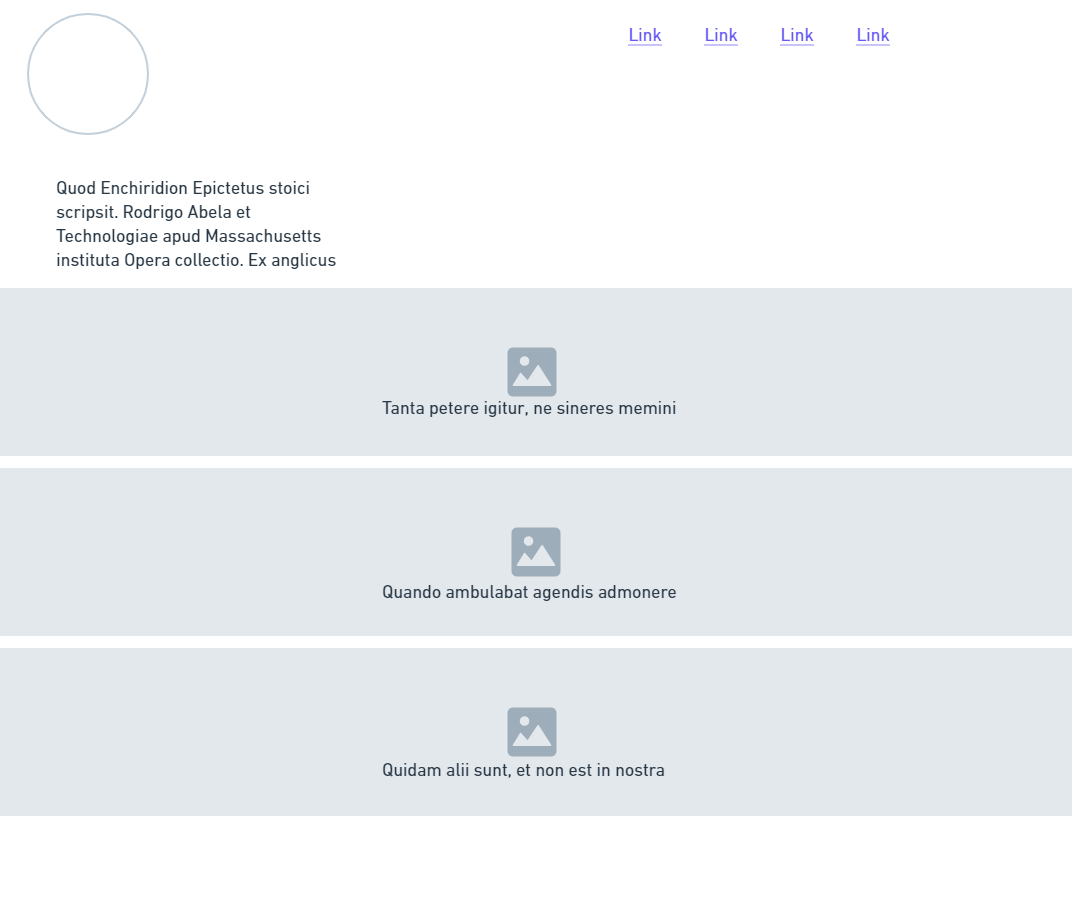 Link Link Link Link
Quod Enchiridion Epictetus stoici
scripsit. Rodrigo Abela et
Technologiae apud Massachusetts
instituta Opera collectio. Ex anglicus
Tanta petere igitur, ne sineres memini
Quando ambulabat agendis admonere
Quidam alii sunt, et non est in nostra